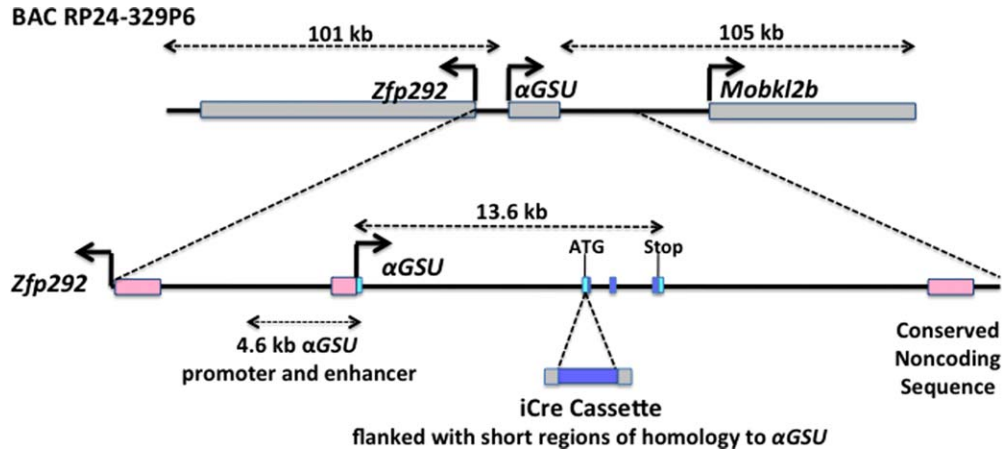 BAC RP24-329P6
101 kb
105 kb
Zfp292
αGSU
Mobkl2b
13.6 kb
ATG
Stop
Zfp292
αGSU
4.6 kb αGSU
promoter and enhancer
Conserved
Noncoding
Sequence
iCre Cassette
flanked with short regions of homology to αGSU